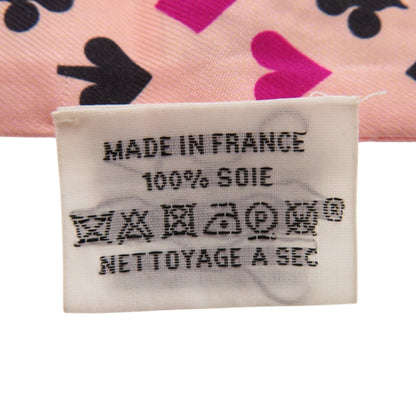 MADE IN FRANCE
100% SOIE
P ®
NETTOYAGE A SEC